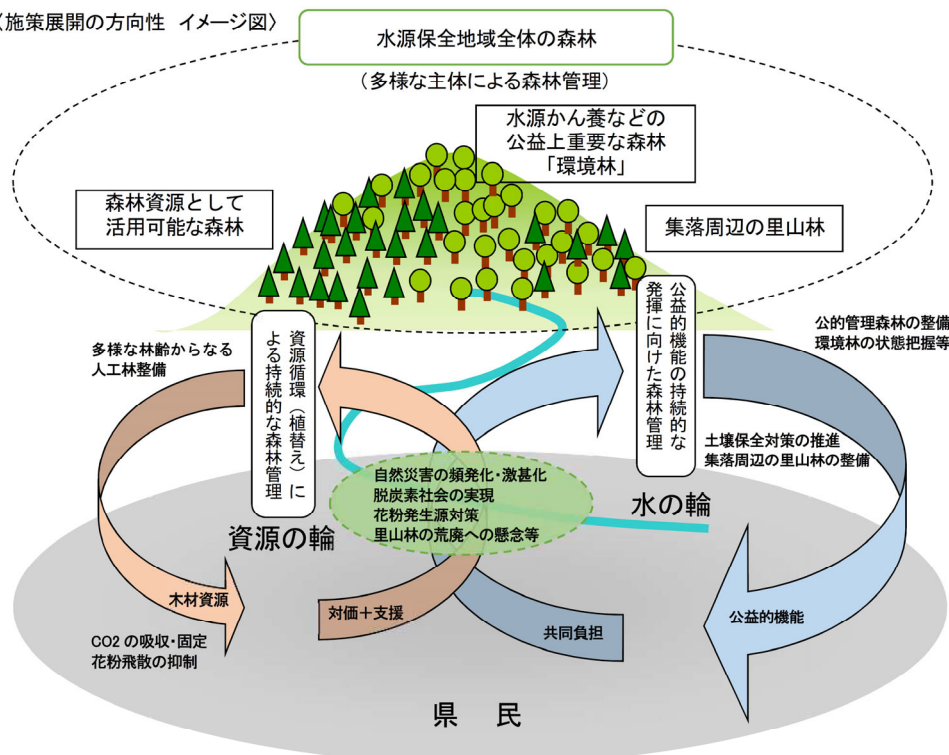 〈施策展開の方向性 イメージ図〉
水源保全地域全体の森林
(多様な主体による森林管理)
水源かん養などの
公益上重要な森林
「環境林」
森林資源として
活用可能な森林
集落周辺の里山林
多様な林齢からなる
人工林整備
資源循環(植替え)に
よる持続的な森林管理
公益的機能の持続的な
発揮に向けた森林管理
公的管理森林の整備
環境林の状態把握等
土壌保全対策の推進
集落周辺の里山林の整備
自然災害の頻発化・激甚化
脱炭素社会の実現
花粉発生源対策
里山林の荒廃への懸念等
資源の輪
水の輪
木材資源
対価+支援
共同負担
公益的機能
CO2の吸収・固定
花粉飛散の抑制
県 民